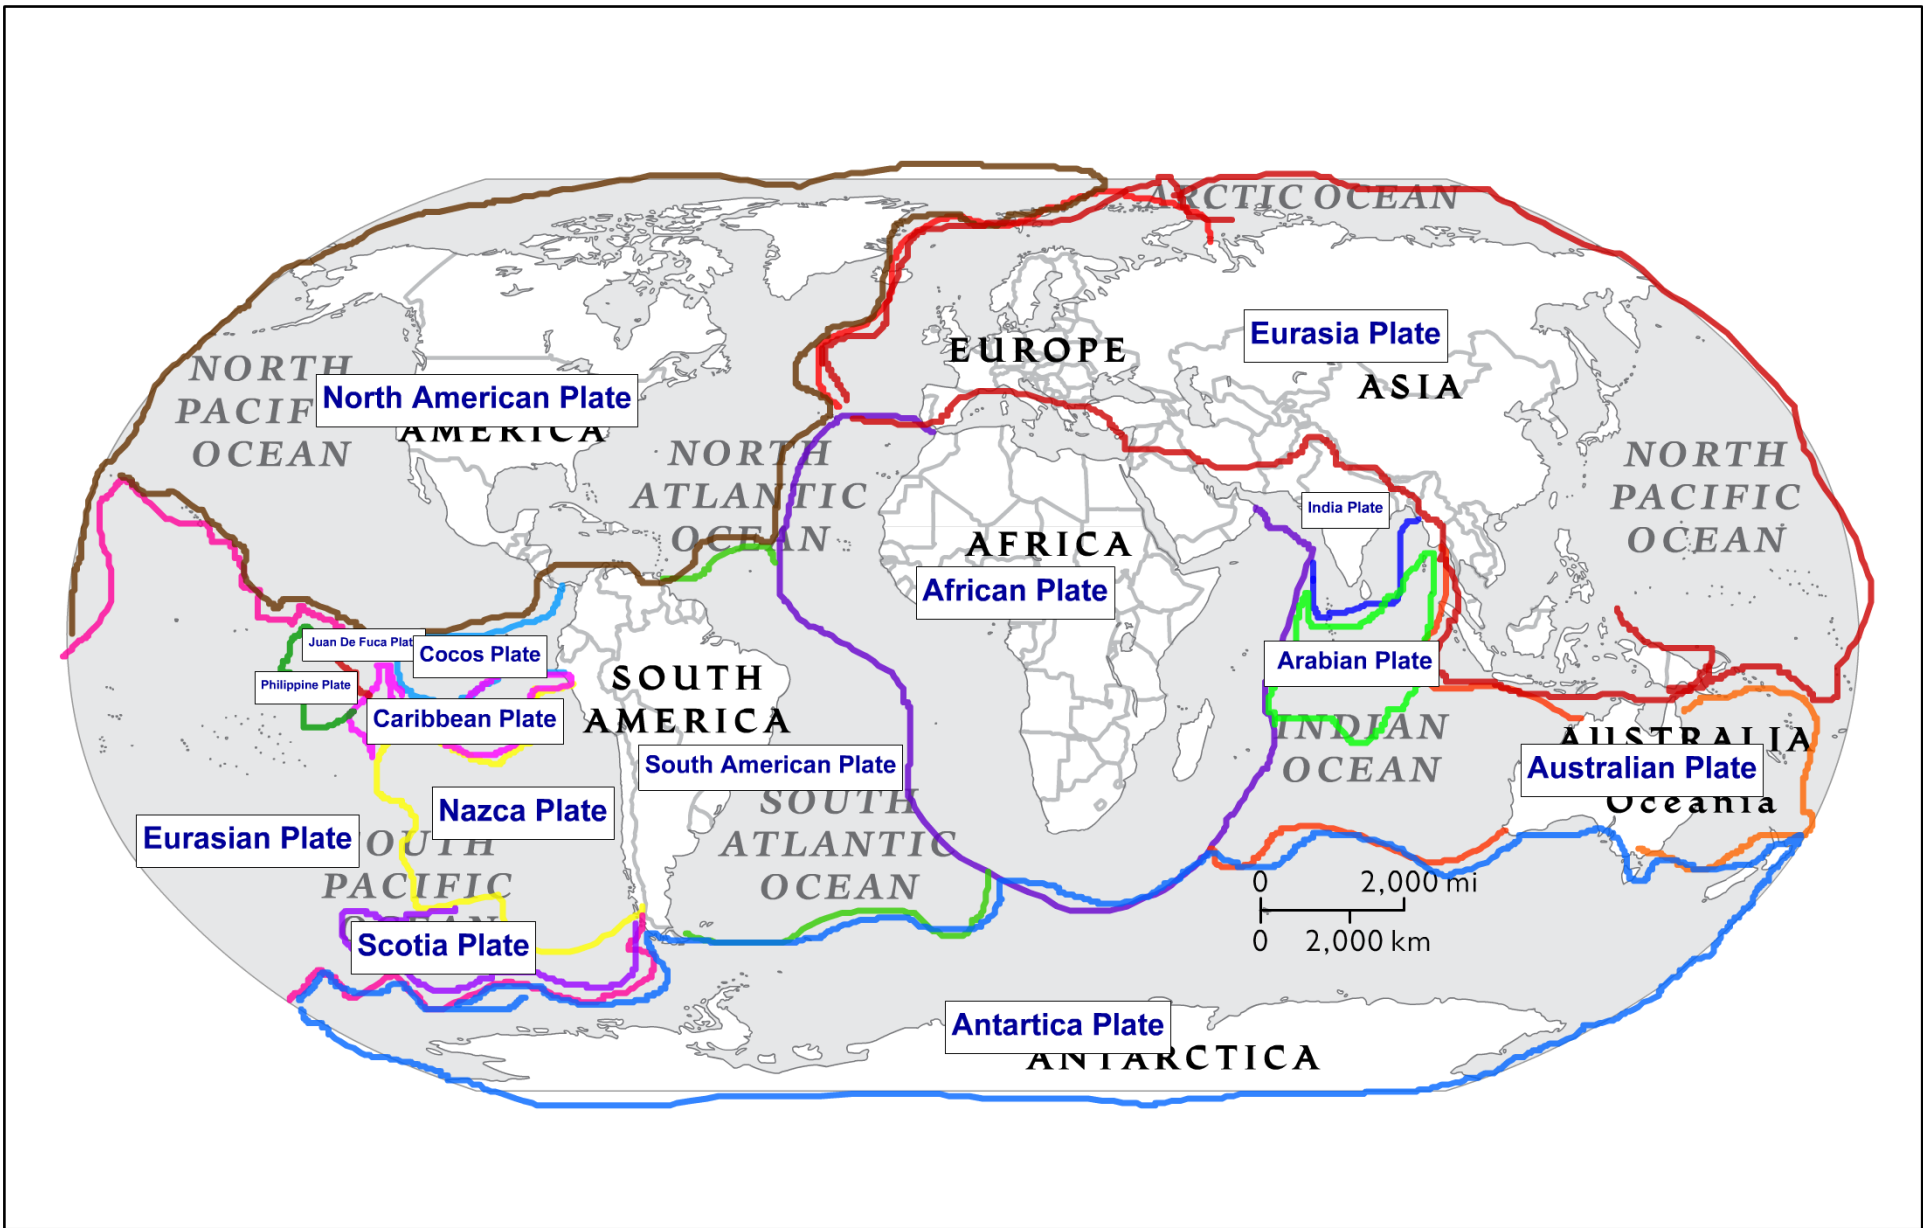 ARCTIC OCEAN
Eurasia Plate
EUROPE
ASIA
NORTH
PACIF
OCEAN
North American Plate
AMERICA
NORTH
ATLANTIC
OCEAN
NORTH
PACIFIC
OCEAN
India Plate
AFRICA
African Plate
Juan De Fuca Plat
Cocos Plate
Philippine Plate
Caribbean Plate
SOUTH
AMERICA
South American Plate
Arabian Plate
INDIAN
OCEAN
AUSTRALIA
Australian Plate
Oceania
Nazca Plate
Eurasian Plate
OUTH
PACIFIC
SOUTH
ATLANTIC
OCEAN
0 2,000 mi
0 2,000 km
Scotia Plate
Antartica Plate
ANTARCTICA